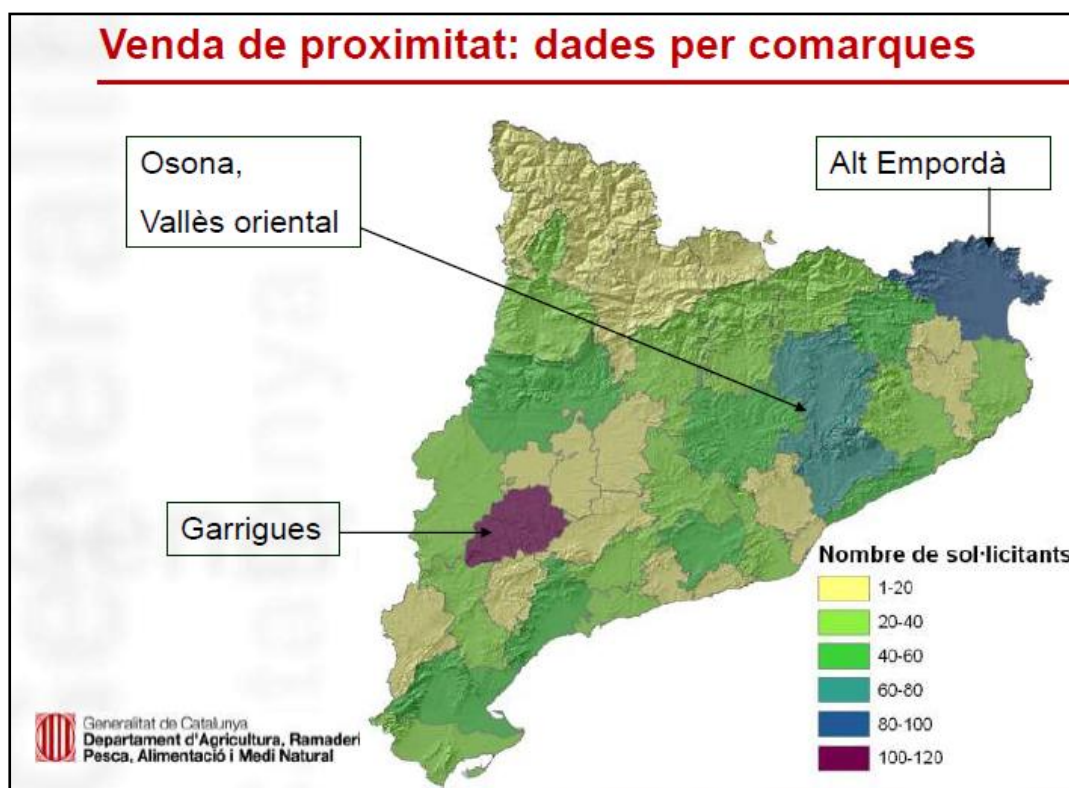 Venda de proximitat: dades per comarques
Osona,
Vallès oriental
Alt Empordà
Garrigues
Nombre de sol·licitants
1-20
20-40
40-60
60-80
80-100
100-120
Generalitat de Catalunya
Departament d'Agricultura, Ramaderi
Pesca, Alimentació i Medi Natural